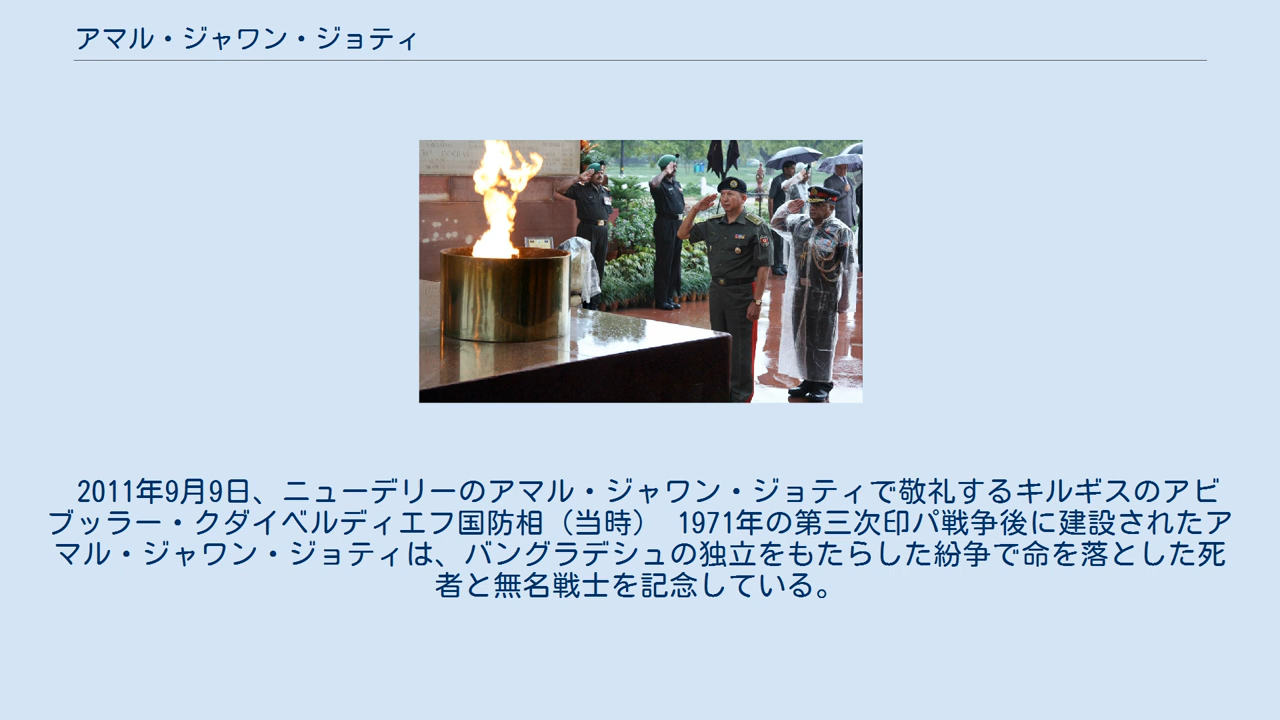 アマル・ジャワン・ジョティ
2011年9月9日、ニューデリーのアマル・ジャワン・ジョティで敬礼するキルギスのアビ
ブッラー・クダイベルディエフ国防相（当時） 1971年の第三次印パ戦争後に建設されたア
マル・ジャワン・ジョティは、バングラデシュの独立をもたらした紛争で命を落とした死
者と無名戦士を記念している。